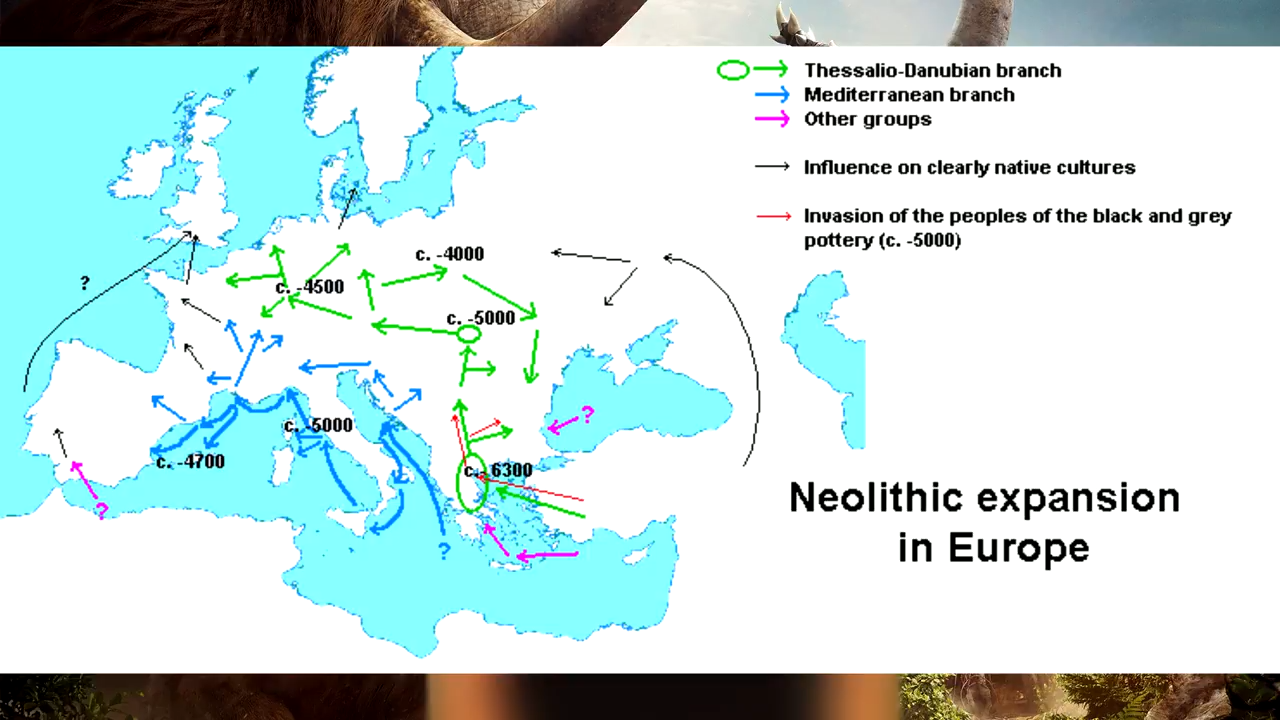 Thessalio-Danubian branch
Mediterranean branch
Other groups
Influence on clearly native cultures
Invasion of the peoples of the black and grey
pottery (c. -5000)
?
c. -4000
c. -4500
c. -5000
?
c. -5000
c. -4700
c. - 6300
?
?
Neolithic expansion
in Europe